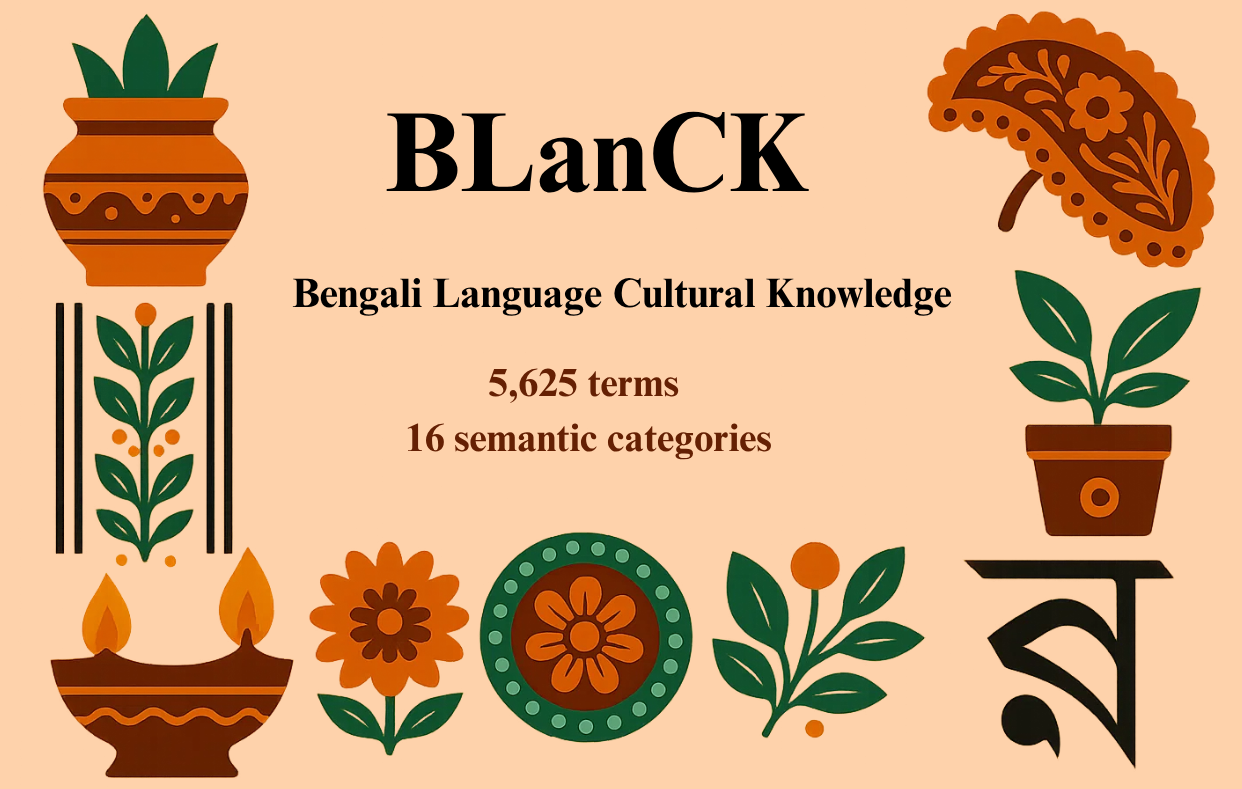 BLanCK
Bengali Language Cultural Knowledge
5,625 terms
16 semantic categories
র